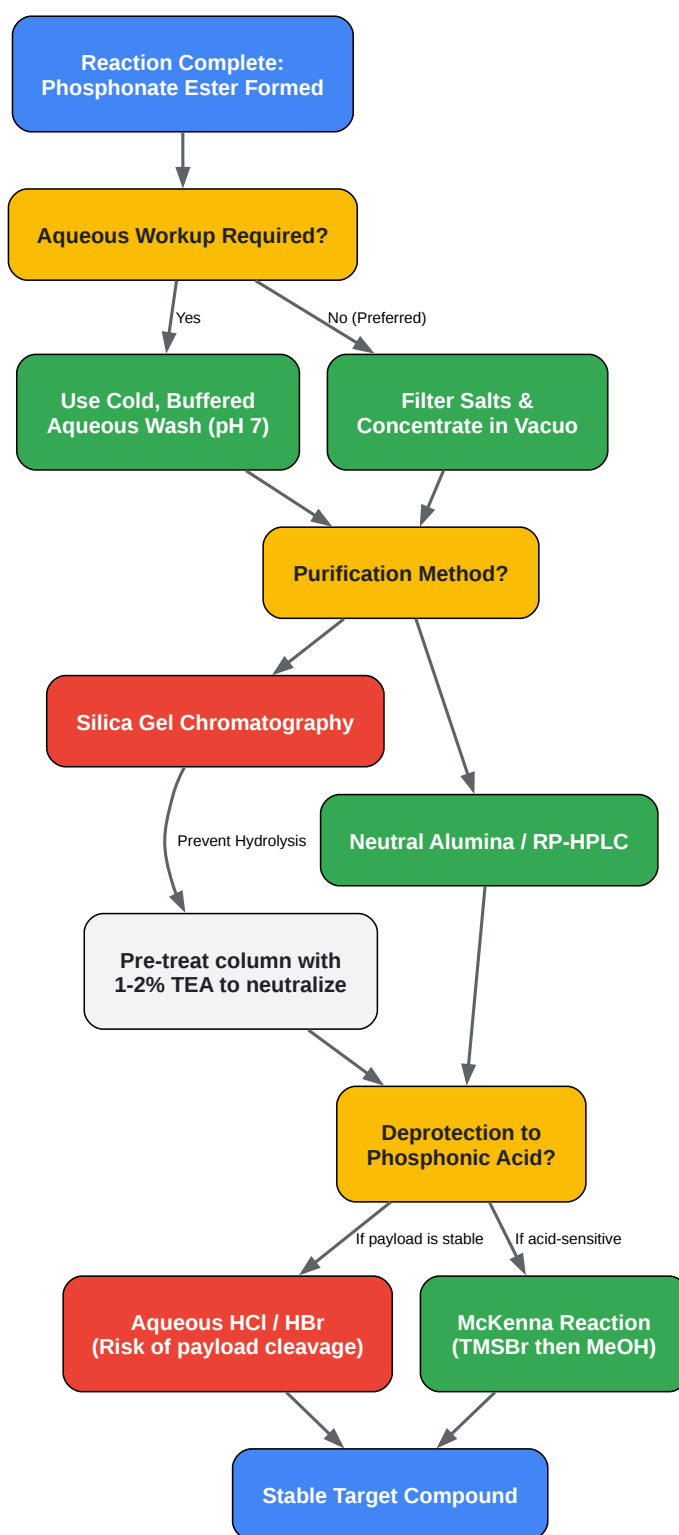 Reaction Complete:
Phosphonate Ester Formed
Aqueous Workup Required?
Yes
No (Preferred)
Use Cold, Buffered
Aqueous Wash (pH 7)
Filter Salts &
Concentrate in Vacuo
Purification Method?
Silica Gel Chromatography
Prevent Hydrolysis
Neutral Alumina / RP-HPLC
Pre-treat column with
1-2% TEA to neutralize
Deprotection to
Phosphonic Acid?
If payload is stable
If acid-sensitive
Aqueous HCl / HBr
(Risk of payload cleavage)
McKenna Reaction
(TMSBr then MeOH)
Stable Target Compound